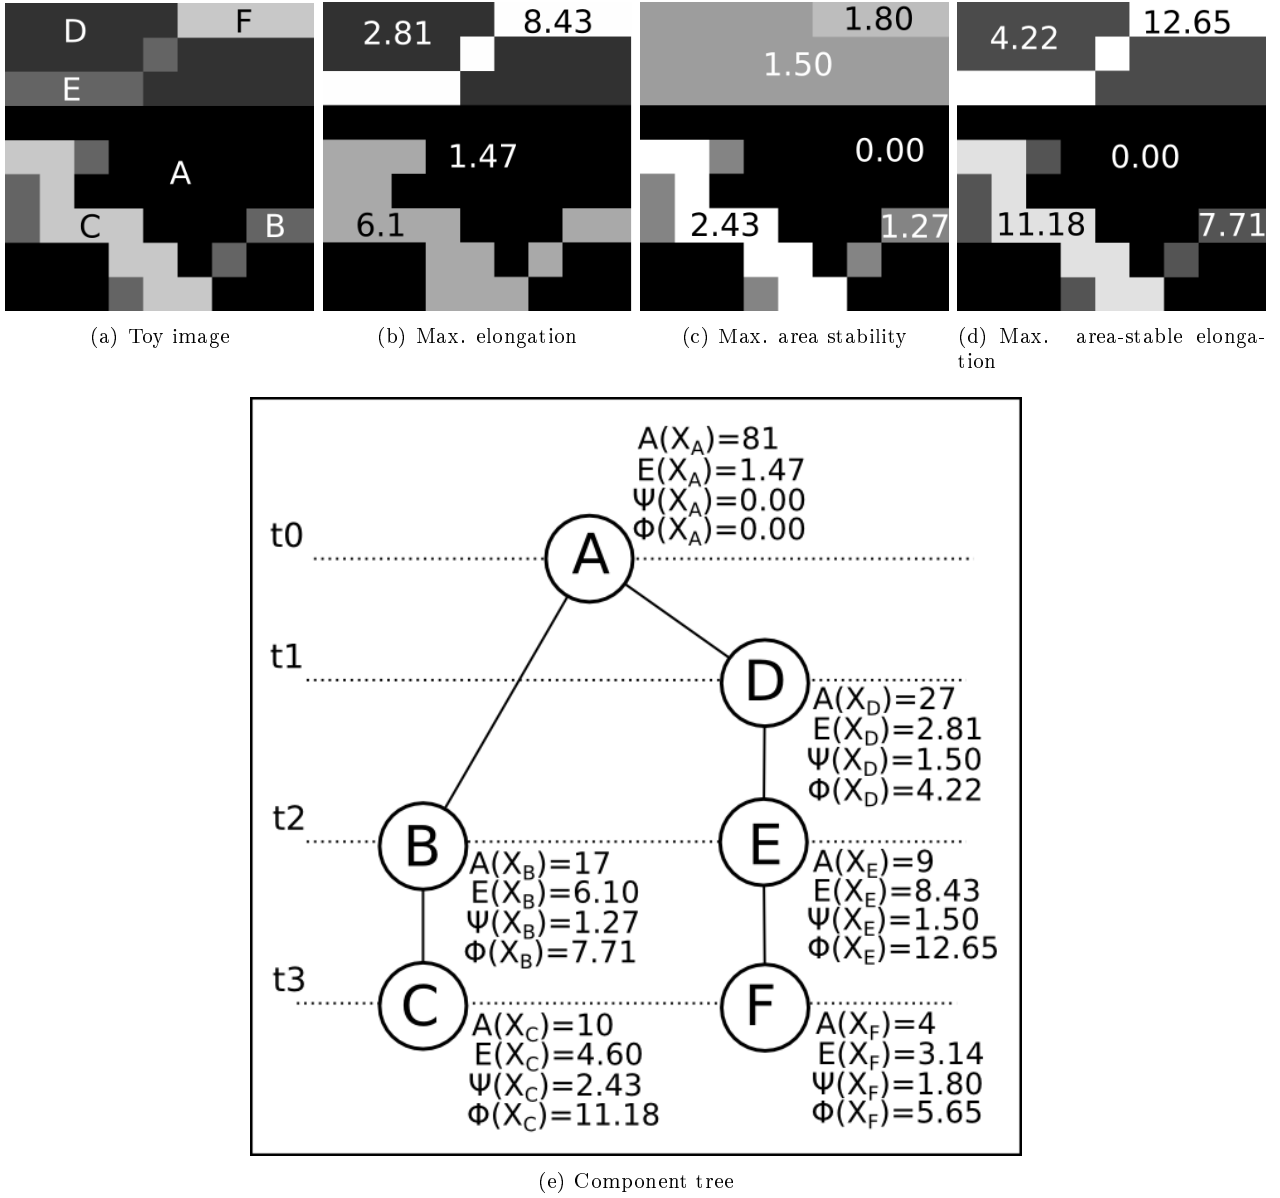 D F
E
A
C B
2.81 8.43
1.47
6.1
1.80
1.50
0.00
2.43 1.27
4.22 12.65
0.00
11.18 7.71
(a) Toy image
(b) Max. elongation
(c) Max. area stability
(d) Max. area-stable elonga-
tion
A(X_A)=81
E(X_A)=1.47
Ψ(X_A)=0.00
Φ(X_A)=0.00
t0
A
t1
D
A(X_D)=27
E(X_D)=2.81
Ψ(X_D)=1.50
Φ(X_D)=4.22
t2
B
A(X_B)=17
E(X_B)=6.10
Ψ(X_B)=1.27
Φ(X_B)=7.71
E
A(X_E)=9
E(X_E)=8.43
Ψ(X_E)=1.50
Φ(X_E)=12.65
t3
C
A(X_C)=10
E(X_C)=4.60
Ψ(X_C)=2.43
Φ(X_C)=11.18
F
A(X_F)=4
E(X_F)=3.14
Ψ(X_F)=1.80
Φ(X_F)=5.65
(e) Component tree